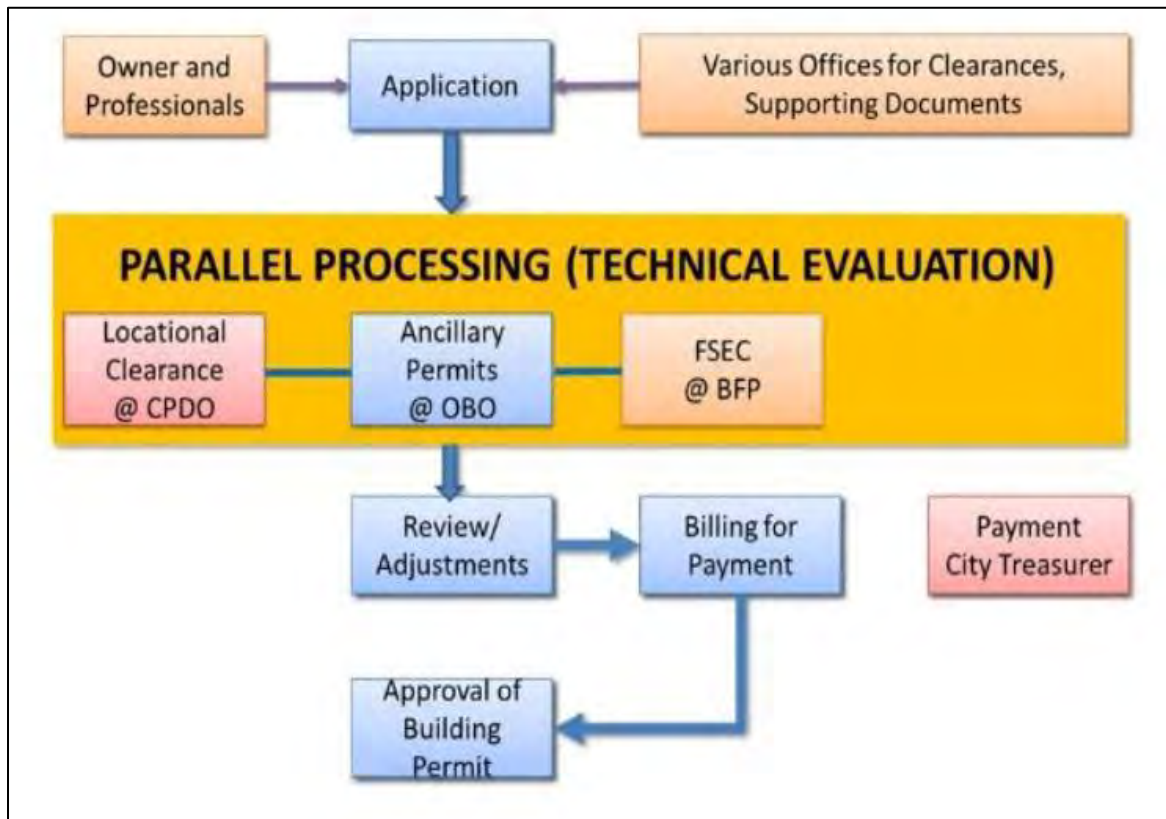 Owner and
Professionals
Application
Various Offices for Clearances,
Supporting Documents
PARALLEL PROCESSING (TECHNICAL EVALUATION)
Locational
Clearance
@ CPDO
Ancillary
Permits
@ OBO
FSEC
@ BFP
Review/
Adjustments
Billing for
Payment
Payment
City Treasurer
Approval of
Building
Permit